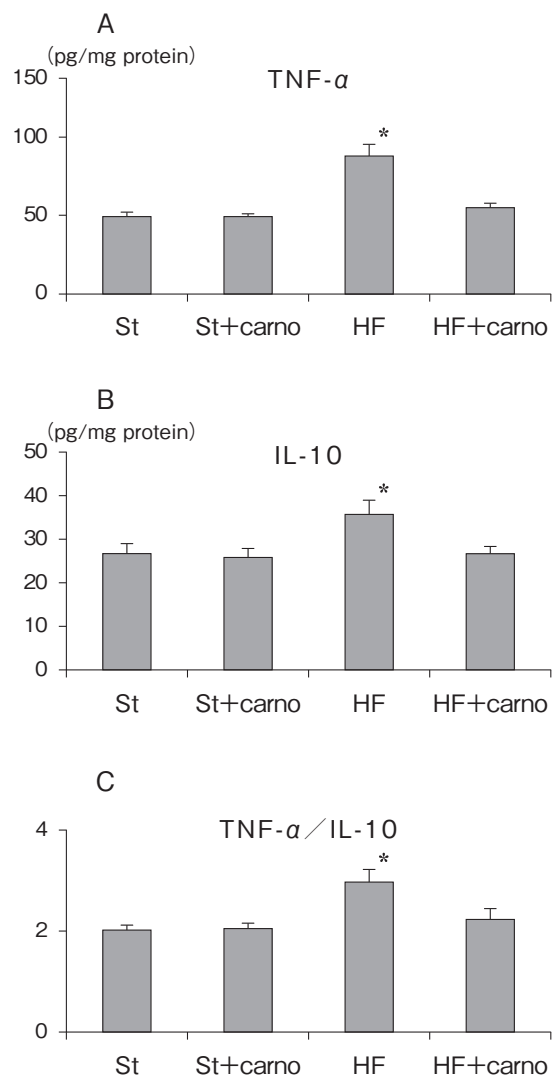 A
(pg/mg protein)
TNF-α
150
100
*
50
0
St St+carno HF HF+carno
B
(pg/mg protein)
IL-10
50
40
*
30
20
10
0
St St+carno HF HF+carno
C
TNF-α/IL-10
4
*
2
0
St St+carno HF HF+carno